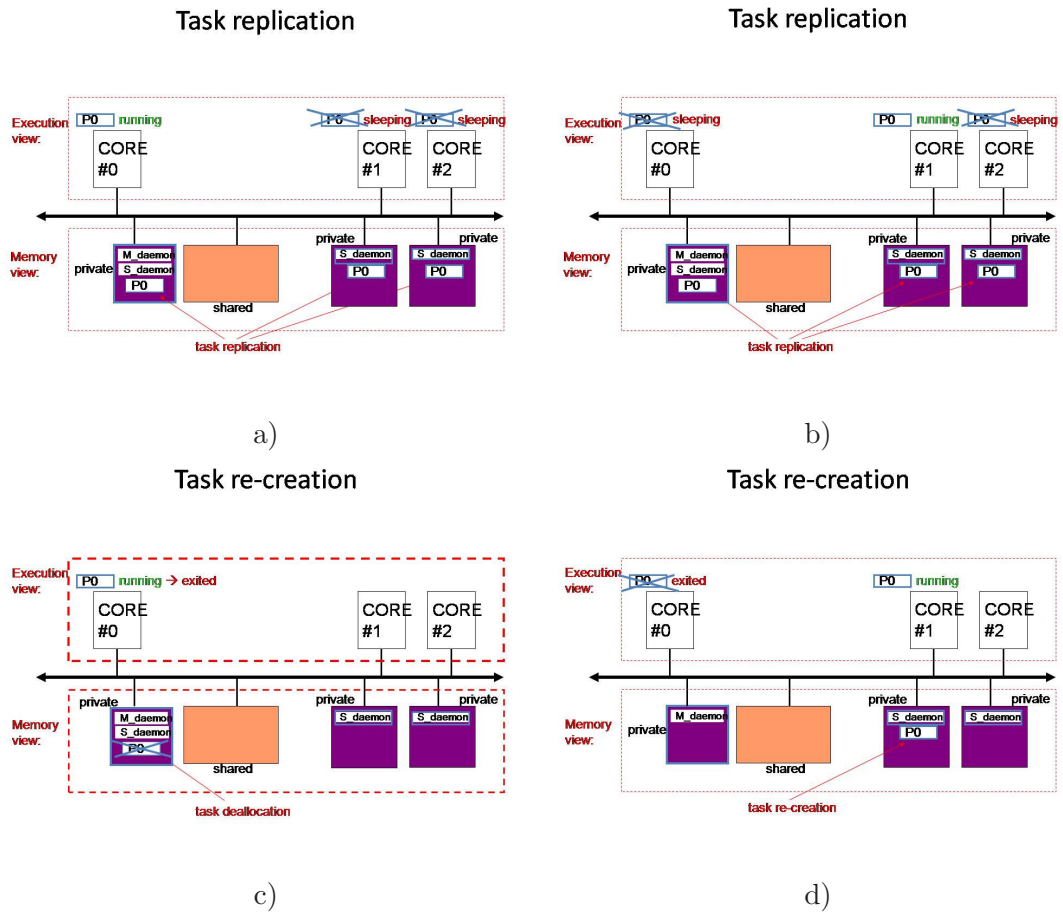 Task replication
Execution view:
P0 running
P0 sleeping
P0 sleeping
CORE #0
CORE #1
CORE #2
Memory view:
private
M_daemon
S_daemon
P0
shared
private
S_daemon
P0
private
S_daemon
P0
task replication
a)
Task replication
Execution view:
P0 sleeping
P0 running
P0 sleeping
CORE #0
CORE #1
CORE #2
Memory view:
private
M_daemon
S_daemon
P0
shared
private
S_daemon
P0
private
S_daemon
P0
task replication
b)
Task re-creation
Execution view:
P0 running → exited
CORE #0
CORE #1
CORE #2
Memory view:
private
M_daemon
S_daemon
P0
shared
private
S_daemon
private
S_daemon
task deallocation
c)
Task re-creation
Execution view:
P0 exited
P0 running
CORE #0
CORE #1
CORE #2
Memory view:
private
M_daemon
shared
private
S_daemon
P0
private
S_daemon
task re-creation
d)